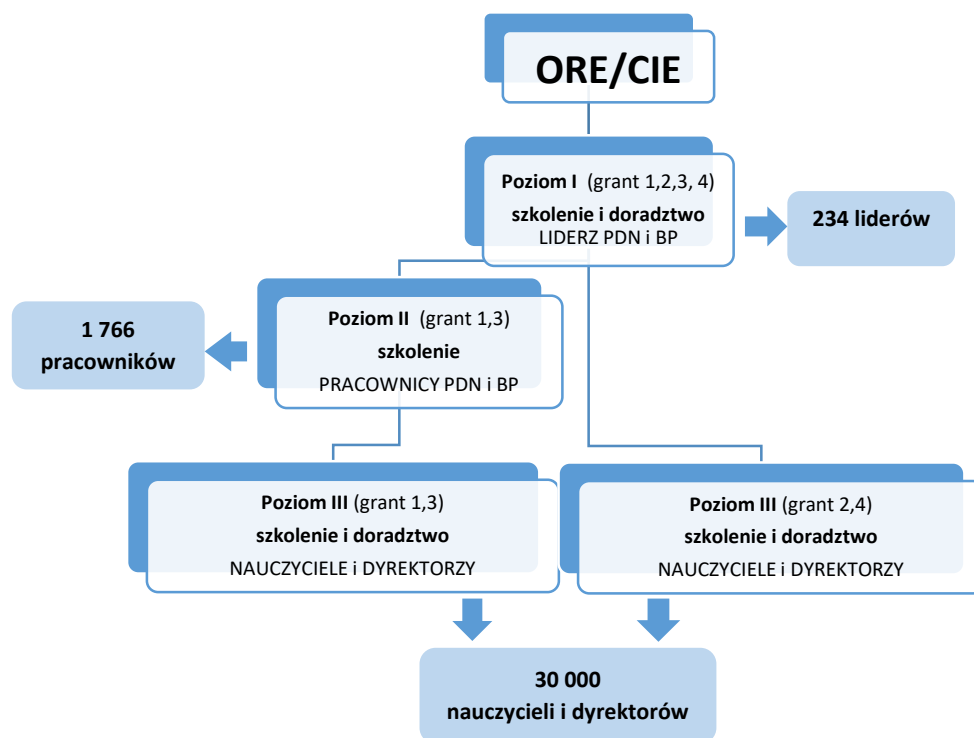 ORE/CIE
Poziom I (grant 1,2,3, 4)
szkolenie i doradztwo
LIDERZ PDN i BP
234 liderów
Poziom II (grant 1,3)
szkolenie
PRACOWNICY PDN i BP
1 766
pracowników
Poziom III (grant 1,3)
szkolenie i doradztwo
NAUCZYCIELE i DYREKTORZY
Poziom III (grant 2,4)
szkolenie i doradztwo
NAUCZYCIELE i DYREKTORZY
30 000
nauczycieli i dyrektorów